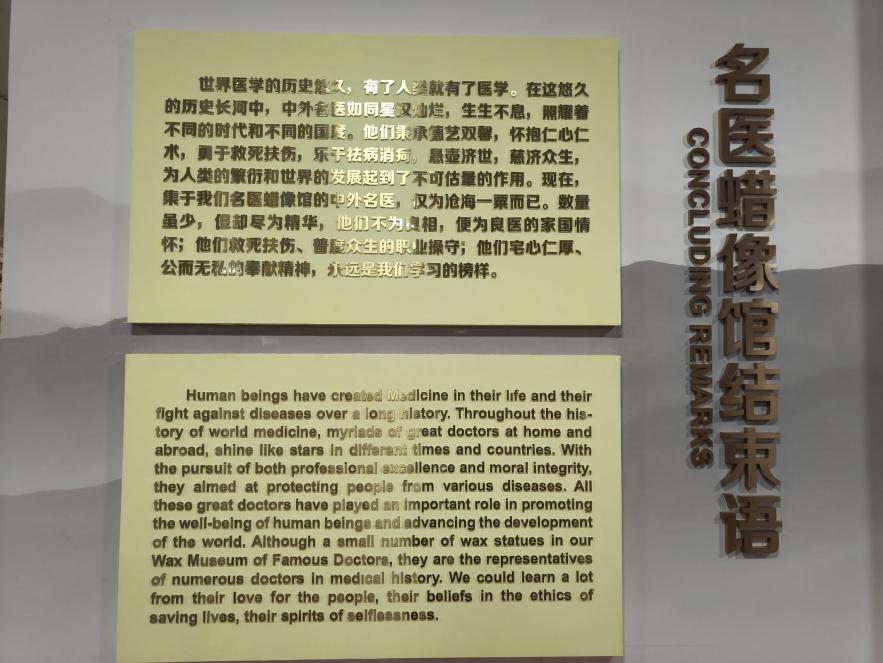 名医蜡像馆结束语
CONCLUDING REMARKS
世界医学的历史悠久，有了人类就有了医学。在这悠久
的历史长河中，中外名医如同星汉灿烂，生生不息，照耀着
不同的时代和不同的国度。他们秉承德艺双馨，怀抱仁心仁
术，勇于救死扶伤，乐于祛病消疴，悬壶济世，慈济众生，
为人类的繁衍和世界的发展起到了不可估量的作用。现在，
集于我们名医蜡像馆的中外名医，仅为沧海一粟而已。数量
虽少，但却尽为精华，他们不为良相，便为良医的家国情
怀；他们救死扶伤、普度众生的职业操守；他们宅心仁厚、
公而无私的奉献精神，永远是我们学习的榜样。
Human beings have created Medicine in their life and their
fight against diseases over a long history. Throughout the his-
tory of world medicine, myriads of great doctors at home and
abroad, shine like stars in different times and countries. With
the pursuit of both professional excellence and moral integrity,
they aimed at protecting people from various diseases. All
these great doctors have played an important role in promoting
the well-being of human beings and advancing the development
of the world. Although a small number of wax statues in our
Wax Museum of Famous Doctors, they are the representatives
of numerous doctors in medical history. We could learn a lot
from their love for the people, their beliefs in the ethics of
saving lives, their spirits of selflessness.